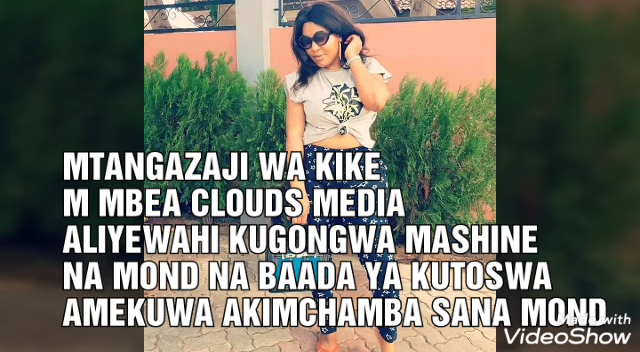 MTANGAZAJI WA KIKE
M MBEA CLOUDS MEDIA
ALIYEWAHI KUGONGWA MASHINE
NA MOND NA BAADA YA KUTOSWA
AMEKUWA AKIMCHAMBA SANA MOND
Made with
VideoShow